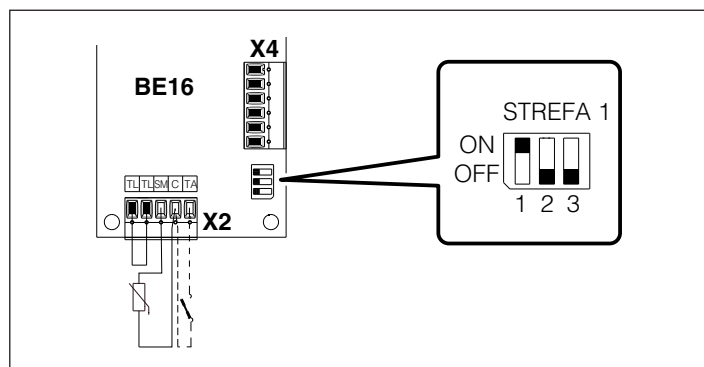 X4
BE16
STREFA 1
ON
OFF
1 2 3
TL TL SM C TA
X2